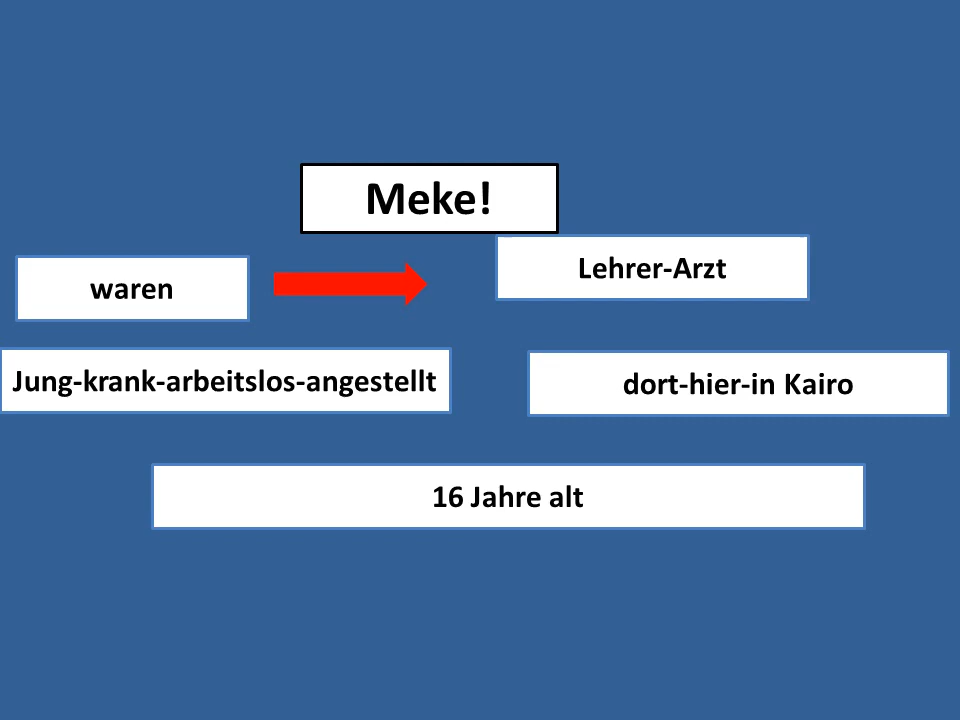 Meke!
waren
Lehrer-Arzt
Jung-krank-arbeitslos-angestellt
dort-hier-in Kairo
16 Jahre alt